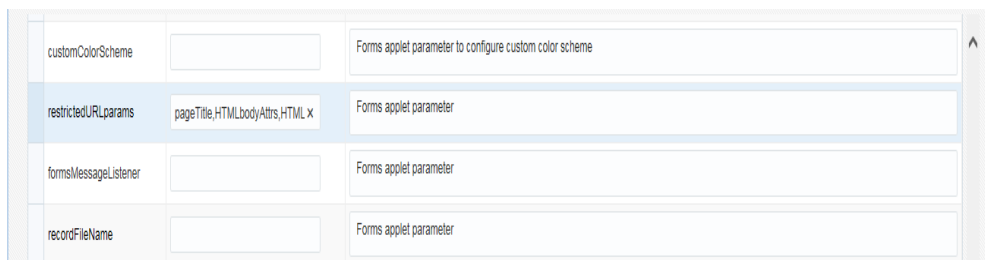 customColorScheme
Forms applet parameter to configure custom color scheme
restrictedURLparams
pageTitle,HTMLbodyAttrs,HTML
Forms applet parameter
formsMessageListener
Forms applet parameter
recordFileName
Forms applet parameter